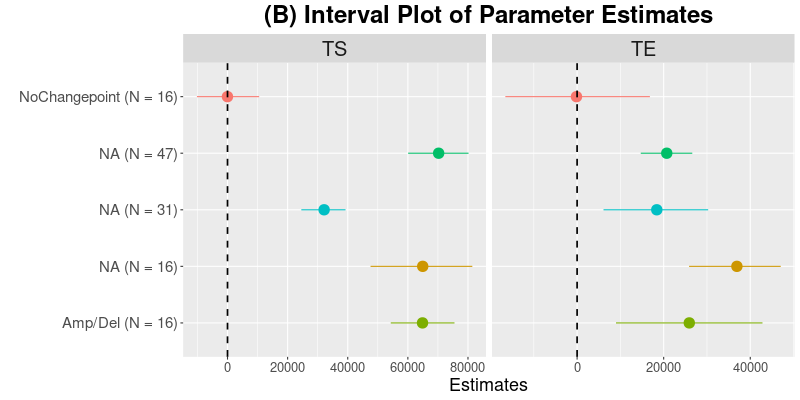 (B) Interval Plot of Parameter Estimates
TS
TE
NoChangepoint (N = 16)
NA (N = 47)
NA (N = 31)
NA (N = 16)
Amp/Del (N = 16)
0 20000 40000 60000 80000
0 20000 40000
Estimates